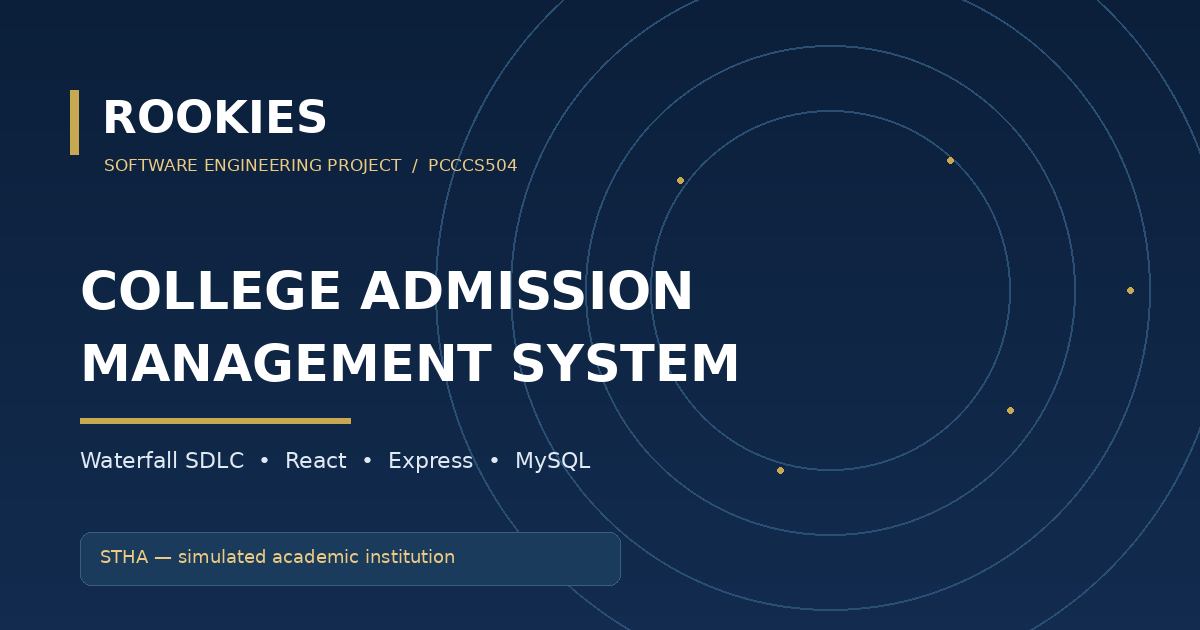 ROOKIES
SOFTWARE ENGINEERING PROJECT / PCCCS504
COLLEGE ADMISSION
MANAGEMENT SYSTEM
Waterfall SDLC • React • Express • MySQL
STHA — simulated academic institution